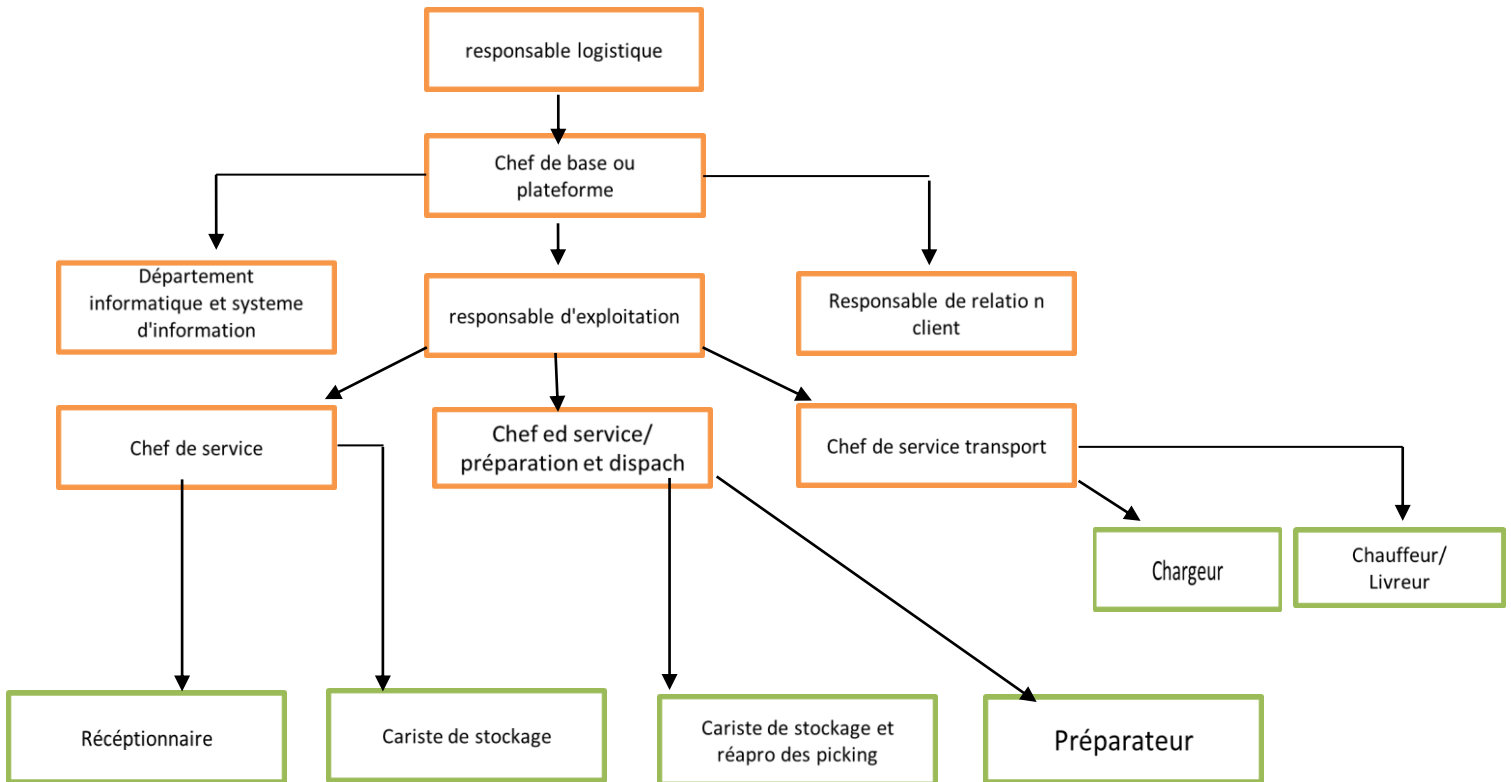 responsable logistique
Chef de base ou
plateforme
Département
informatique et systeme
d'information
responsable d'exploitation
Responsable de relatio n
client
Chef de service
Chef ed service/
préparation et dispach
Chef de service transport
Chargeur
Chauffeur/
Livreur
Récéptionnaire
Cariste de stockage
Cariste de stockage et
réapro des picking
Préparateur